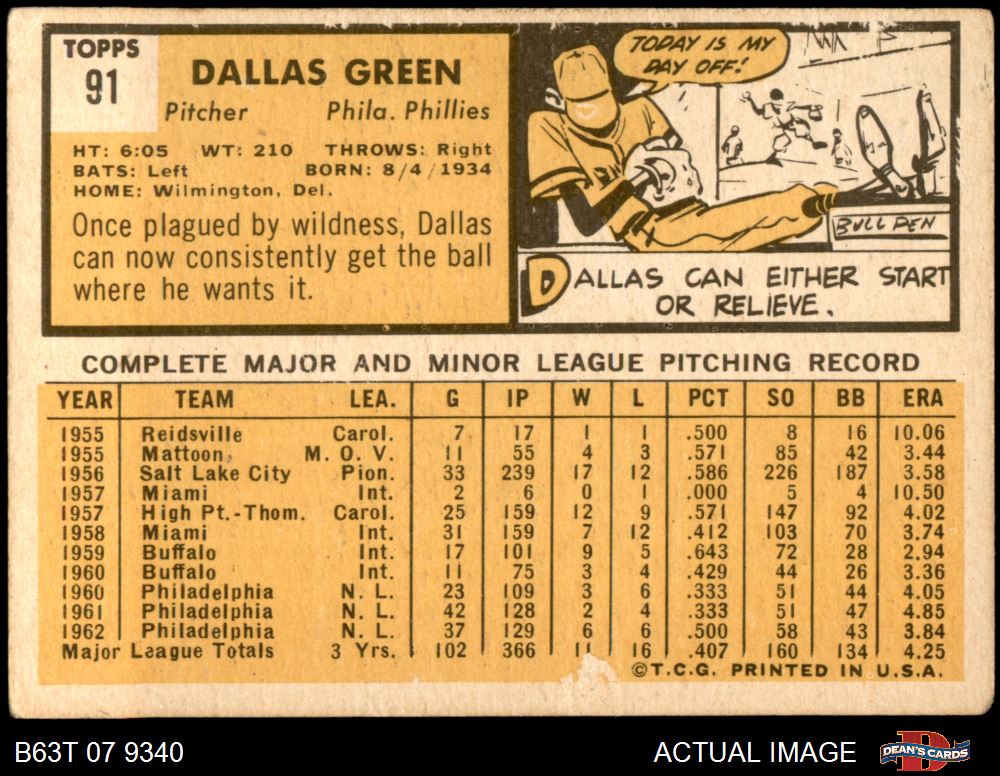 TOPPS
91
DALLAS GREEN
Pitcher Phila. Phillies
HT: 6:05 WT: 210 THROWS: Right
BATS: Left BORN: 8/4/1934
HOME: Wilmington, Del.
Once plagued by wildness, Dallas
can now consistently get the ball
where he wants it.
TODAY IS MY
DAY OFF!
BULL PEN
DALLAS CAN EITHER START
OR RELIEVE.
COMPLETE MAJOR AND MINOR LEAGUE PITCHING RECORD
YEAR TEAM LEA. G IP W L PCT SO BB ERA
1955 Reidsville Carol. 7 17 1 1 .500 8 16 10.06
1955 Mattoon M. O. V. 11 55 4 3 .571 85 42 3.44
1956 Salt Lake City Pion. 33 239 17 12 .586 226 187 3.58
1957 Miami Int. 2 6 0 1 .000 5 4 10.50
1957 High Pt.-Thom. Carol. 25 159 12 9 .571 147 92 4.02
1958 Miami Int. 31 159 7 12 .412 103 70 3.74
1959 Buffalo Int. 17 101 9 5 .643 72 28 2.94
1960 Buffalo Int. 11 75 3 4 .429 44 26 3.36
1960 Philadelphia N. L. 23 109 3 6 .333 51 44 4.05
1961 Philadelphia N. L. 42 128 2 4 .333 51 47 4.85
1962 Philadelphia N. L. 37 129 6 6 .500 58 43 3.84
Major League Totals 3 Yrs. 102 366 11 16 .407 160 134 4.25
©T.C.G. PRINTED IN U.S.A.
B63T 07 9340 ACTUAL IMAGE DEAN'S CARDS